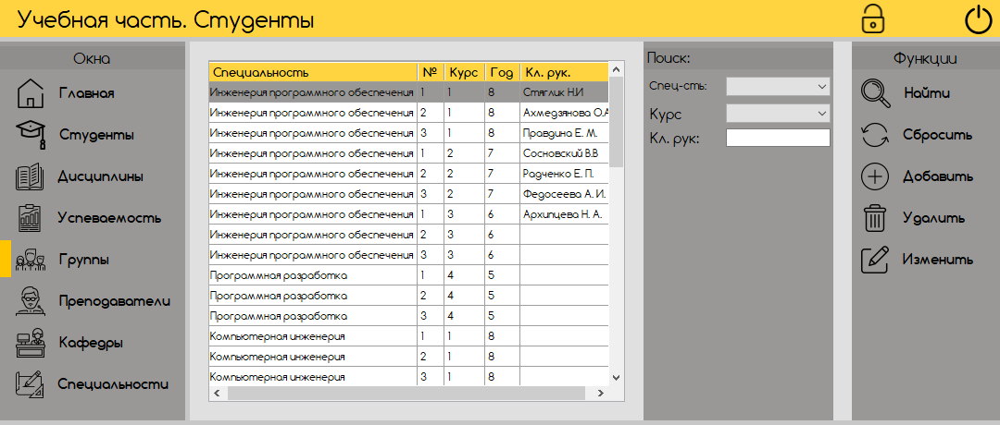 Учебная часть. Студенты
Окна
Главная
Студенты
Дисциплины
Успеваемость
Группы
Преподаватели
Кафедры
Специальности
Специальность № Курс Год Кл. рук.
Инженерия программного обеспечения 1 1 8 Стяглик Н.И
Инженерия программного обеспечения 2 1 8 Ахмедзянова О.А
Инженерия программного обеспечения 3 1 8 Правдина Е. М.
Инженерия программного обеспечения 1 2 7 Сосновский В.В
Инженерия программного обеспечения 2 2 7 Радченко Е. П.
Инженерия программного обеспечения 3 2 7 Федосеева А. И.
Инженерия программного обеспечения 1 3 6 Архипцева Н. А.
Инженерия программного обеспечения 2 3 6
Инженерия программного обеспечения 3 3 6
Программная разработка 1 4 5
Программная разработка 2 4 5
Программная разработка 3 4 5
Компьютерная инженерия 1 1 8
Компьютерная инженерия 2 1 8
Компьютерная инженерия 3 1 8
Поиск:
Спец-сть:
Курс
Кл. рук:
Функции
Найти
Сбросить
Добавить
Удалить
Изменить